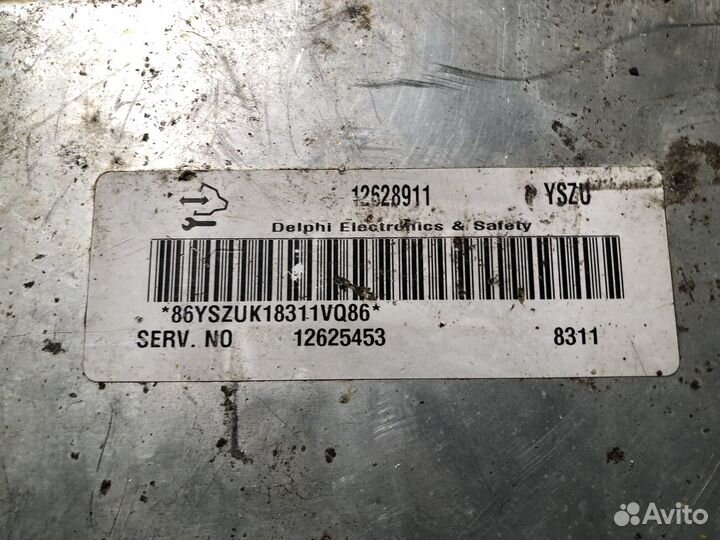 12628911 YSZU
Delphi Electronics & Safety
*86YSZUK18311VQ86*
SERV. NO 12625453 8311
Avito